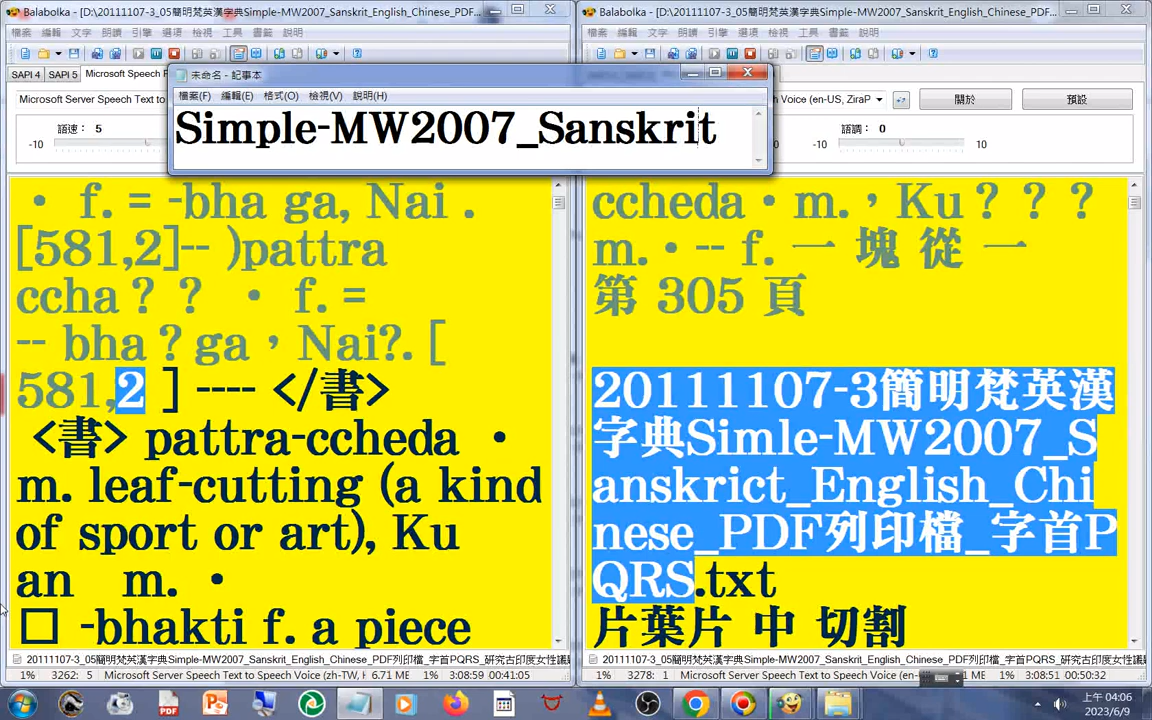 Balabolka - [D:\20111107-3_05簡明梵英漢字典Simple-MW2007_Sanskrit_English_Chinese_PDF...
Balabolka - [D:\20111107-3_05簡明梵英漢字典Simple-MW2007_Sanskrit_English_Chinese_PDF...
檔案 編輯 文字 朗讀 引擎 選項 檢視 工具 書籤 說明
檔案 編輯 文字 朗讀 引擎 選項 檢視 工具 書籤 說明
SAPI 4 SAPI 5 Microsoft Speech P
未命名 - 記事本
檔案(F) 編輯(E) 格式(O) 檢視(V) 說明(H)
Simple-MW2007_Sanskrit
Microsoft Server Speech Text to
Voice (en-US, ZiraP
關於
預設
語速: 5
-10
語調: 0
-10 10
• f. = -bha ga, Nai .
[581,2]-- )pattra
ccha？？ • f. =
-- bha？ga，Nai?. [
581,2 ] ---- </書>
<書> pattra-ccheda •
m. leaf-cutting (a kind
of sport or art), Ku
an m. •
□ -bhakti f. a piece
ccheda•m.，Ku？？？
m.•-- f. 一 塊 從 一
第 305 頁
20111107-3簡明梵英漢
字典Simle-MW2007_S
anskrict_English_Chi
nese_PDF列印檔_字首P
QRS.txt
片葉片 中 切割
20111107-3_05簡明梵英漢字典Simple-MW2007_Sanskrit_English_Chinese_PDF列印檔_字首PQRS_研究古印度女性議
20111107-3_05簡明梵英漢字典Simple-MW2007_Sanskrit_English_Chinese_PDF列印檔_字首PQRS_研究古印度女性議
1% 3262: 5 Microsoft Speech Text to Speech Voice (zh-TW, 6.71 MB 1% 3:08:59 00:41:05
1% 3278: 1 Microsoft Server Speech Text to Speech Voice (en-US 1% 3:08:51 00:50:32
PDF
上午 04:06
2023/6/9